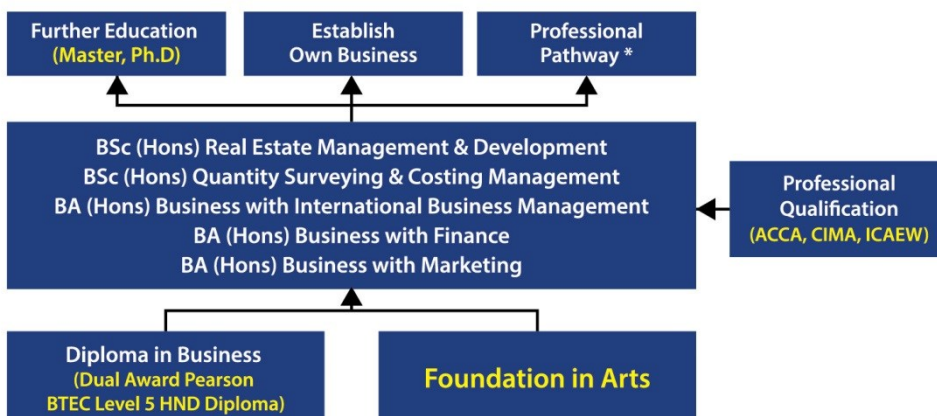 Further Education
(Master, Ph.D)
Establish
Own Business
Professional
Pathway *
BSc (Hons) Real Estate Management & Development
BSc (Hons) Quantity Surveying & Costing Management
BA (Hons) Business with International Business Management
BA (Hons) Business with Finance
BA (Hons) Business with Marketing
Professional
Qualification
(ACCA, CIMA, ICAEW)
Diploma in Business
(Dual Award Pearson
BTEC Level 5 HND Diploma)
Foundation in Arts